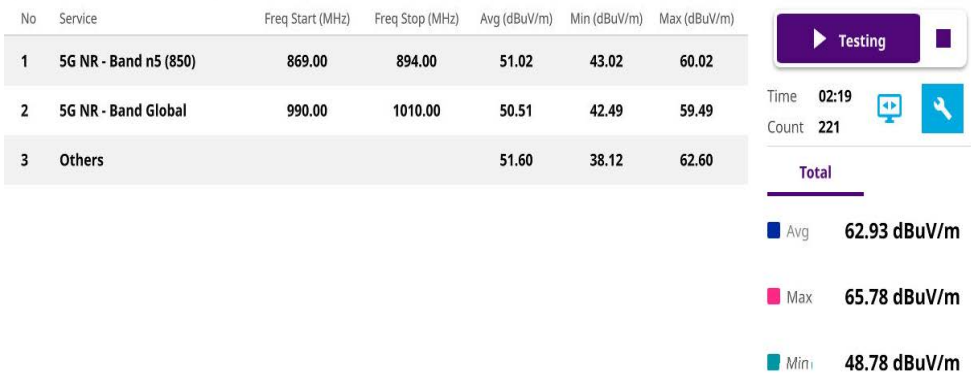 No Service Freq Start (MHz) Freq Stop (MHz) Avg (dBuV/m) Min (dBuV/m) Max (dBuV/m)
1 5G NR - Band n5 (850) 869.00 894.00 51.02 43.02 60.02
2 5G NR - Band Global 990.00 1010.00 50.51 42.49 59.49
3 Others 51.60 38.12 62.60
Testing
Time 02:19
Count 221
Total
Avg 62.93 dBuV/m
Max 65.78 dBuV/m
Min 48.78 dBuV/m